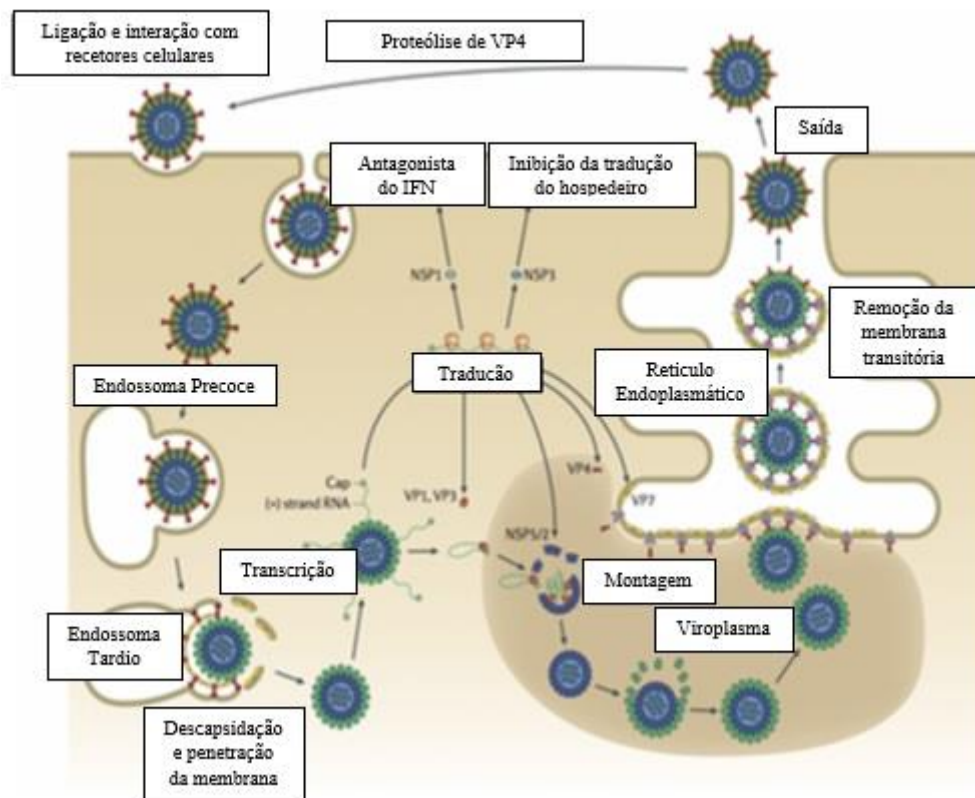 Ligação e interação com
recetores celulares
Proteólise de VP4
Saída
Antagonista
do IFN
Inibição da tradução
do hospedeiro
NSP1
NSP3
Remoção da
membrana
transitória
Endossoma Precoce
Tradução
Retículo
Endoplasmático
Cap
(+) strand RNA
VP1, VP3
VP4
VP7
NSP5/2
Transcrição
Montagem
Viroplasma
Endossoma
Tardio
Descapsidação
e penetração
da membrana